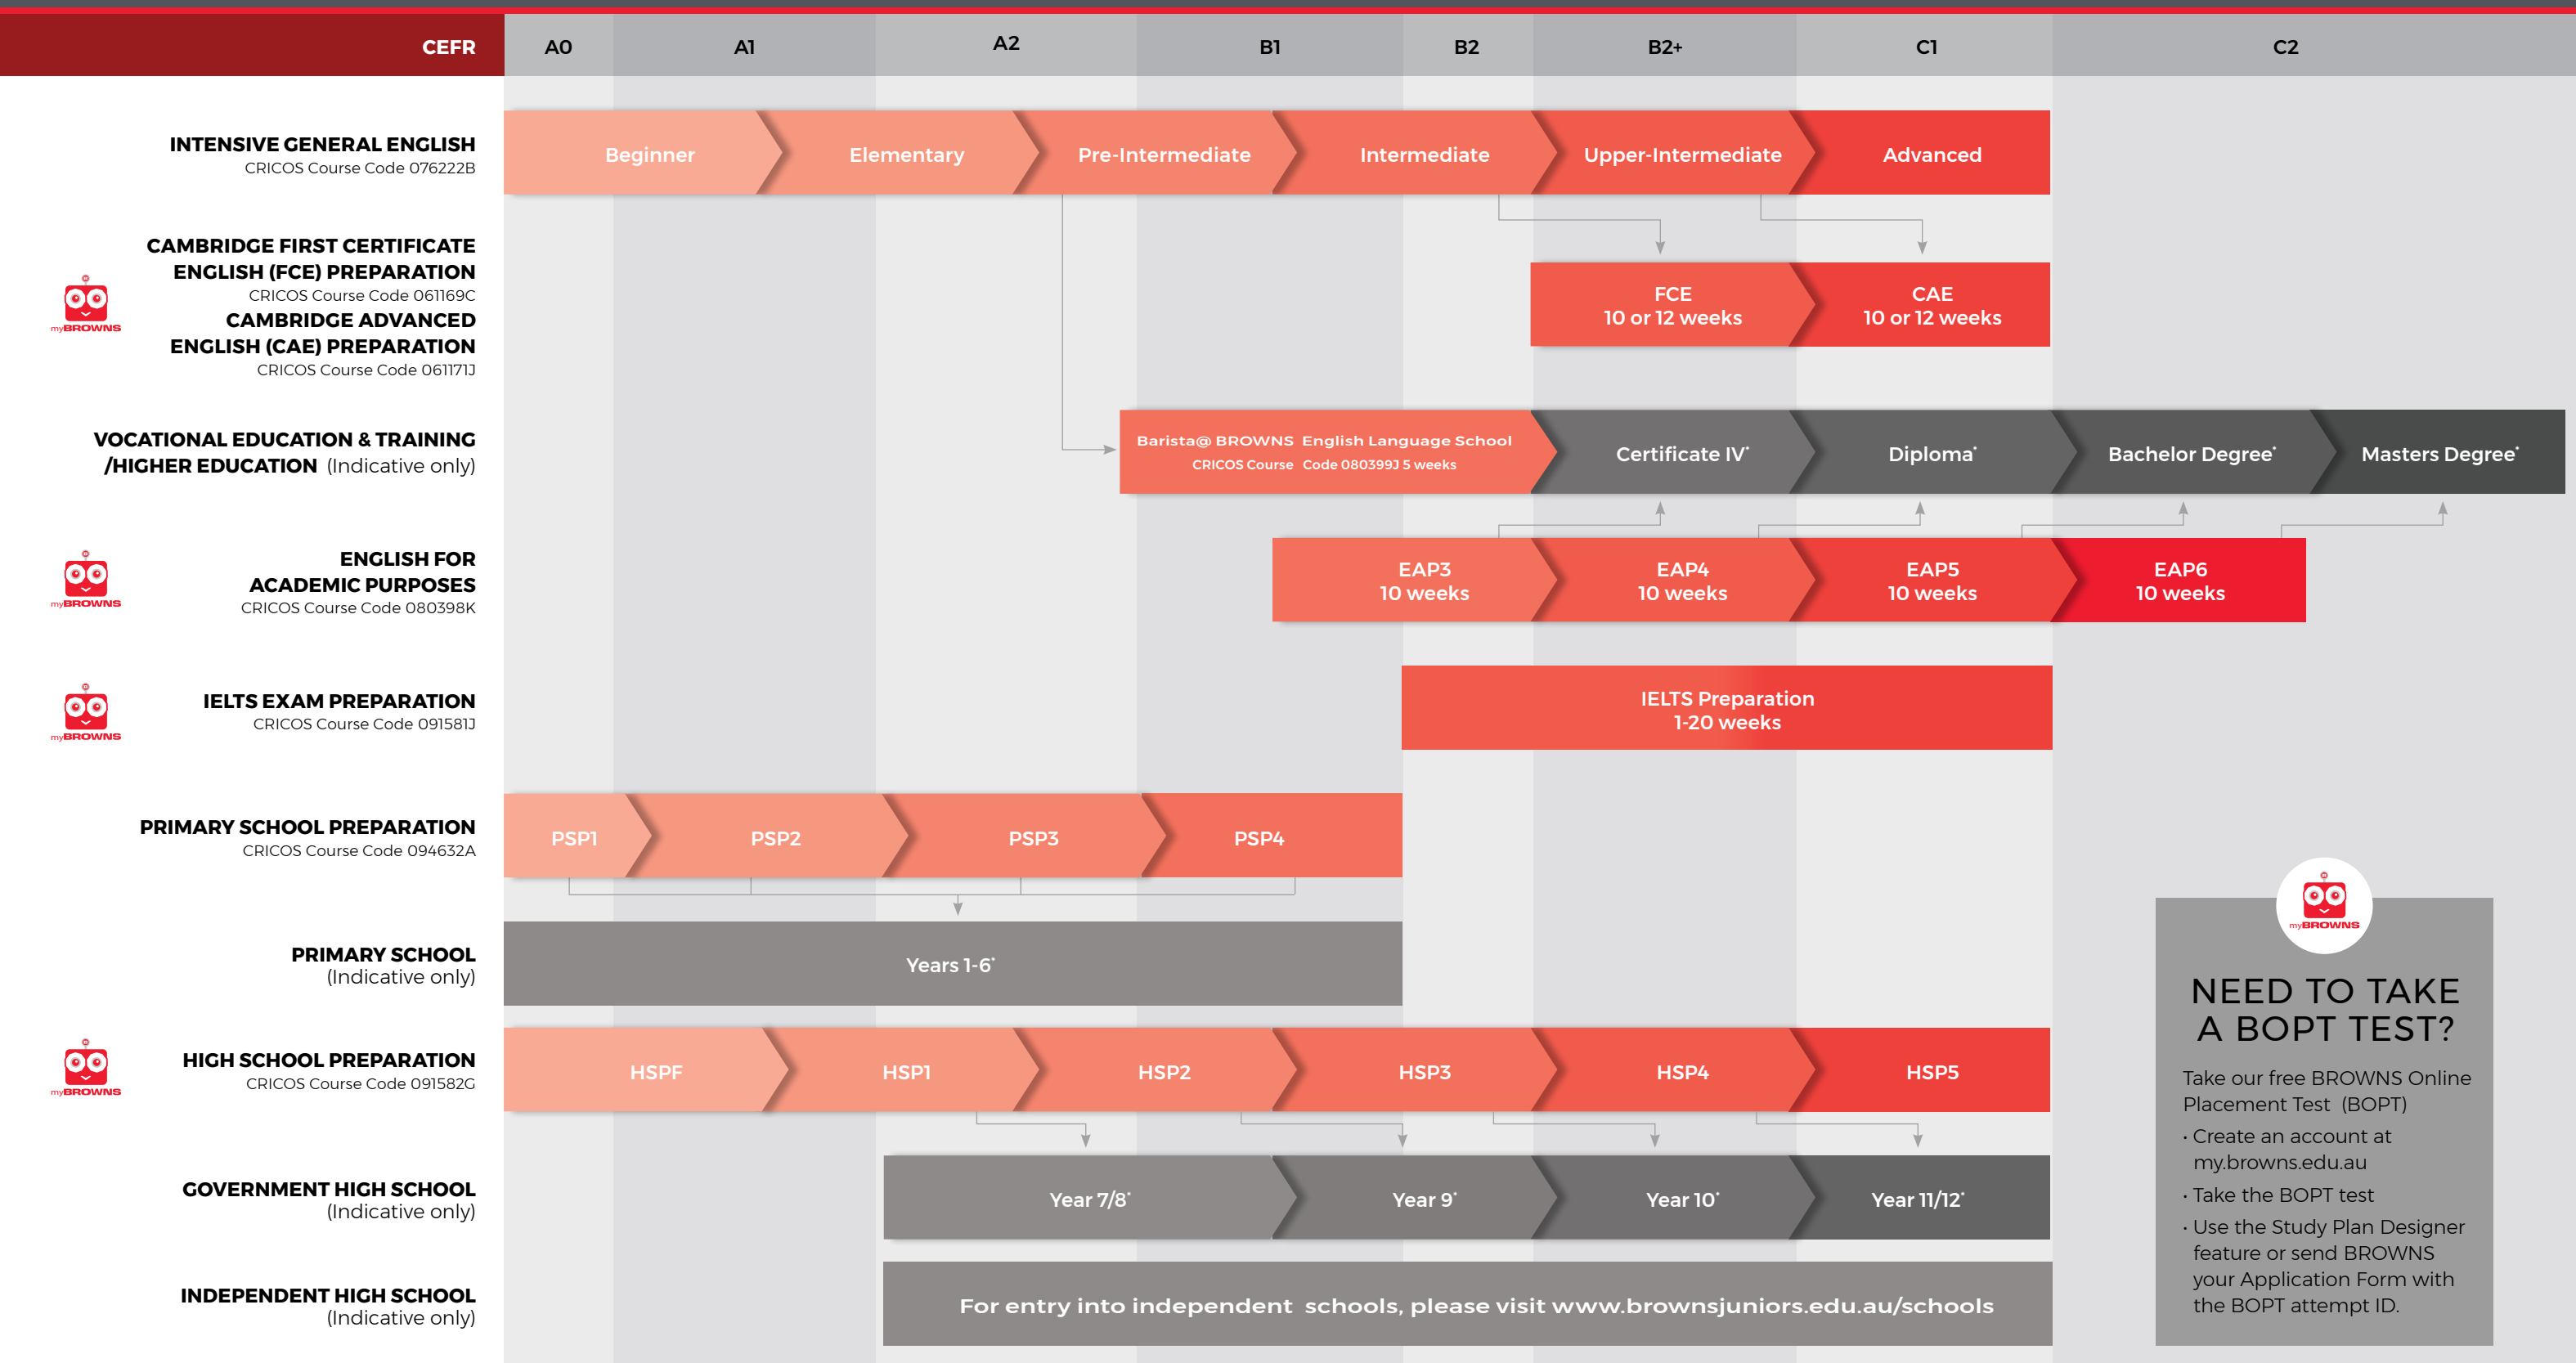 CEFR A0 A1 A2 B1 B2 B2+ C1 C2
INTENSIVE GENERAL ENGLISH
CRICOS Course Code 076222B
Beginner Elementary Pre-Intermediate Intermediate Upper-Intermediate Advanced
myBROWNS
CAMBRIDGE FIRST CERTIFICATE
ENGLISH (FCE) PREPARATION
CRICOS Course Code 061169C
CAMBRIDGE ADVANCED
ENGLISH (CAE) PREPARATION
CRICOS Course Code 061171J
FCE
10 or 12 weeks
CAE
10 or 12 weeks
VOCATIONAL EDUCATION & TRAINING
/HIGHER EDUCATION (Indicative only)
Barista@ BROWNS English Language School
CRICOS Course Code 080399J 5 weeks
Certificate IV* Diploma* Bachelor Degree* Masters Degree*
myBROWNS
ENGLISH FOR
ACADEMIC PURPOSES
CRICOS Course Code 080398K
EAP3
10 weeks
EAP4
10 weeks
EAP5
10 weeks
EAP6
10 weeks
myBROWNS
IELTS EXAM PREPARATION
CRICOS Course Code 091581J
IELTS Preparation
1-20 weeks
PRIMARY SCHOOL PREPARATION
CRICOS Course Code 094632A
PSP1 PSP2 PSP3 PSP4
PRIMARY SCHOOL
(Indicative only)
Years 1-6*
myBROWNS
HIGH SCHOOL PREPARATION
CRICOS Course Code 091582G
HSPF HSP1 HSP2 HSP3 HSP4 HSP5
GOVERNMENT HIGH SCHOOL
(Indicative only)
Year 7/8* Year 9* Year 10* Year 11/12*
INDEPENDENT HIGH SCHOOL
(Indicative only)
For entry into independent schools, please visit www.brownsjuniors.edu.au/schools
myBROWNS
NEED TO TAKE
A BOPT TEST?
Take our free BROWNS Online
Placement Test (BOPT)
• Create an account at
my.browns.edu.au
• Take the BOPT test
• Use the Study Plan Designer
feature or send BROWNS
your Application Form with
the BOPT attempt ID.